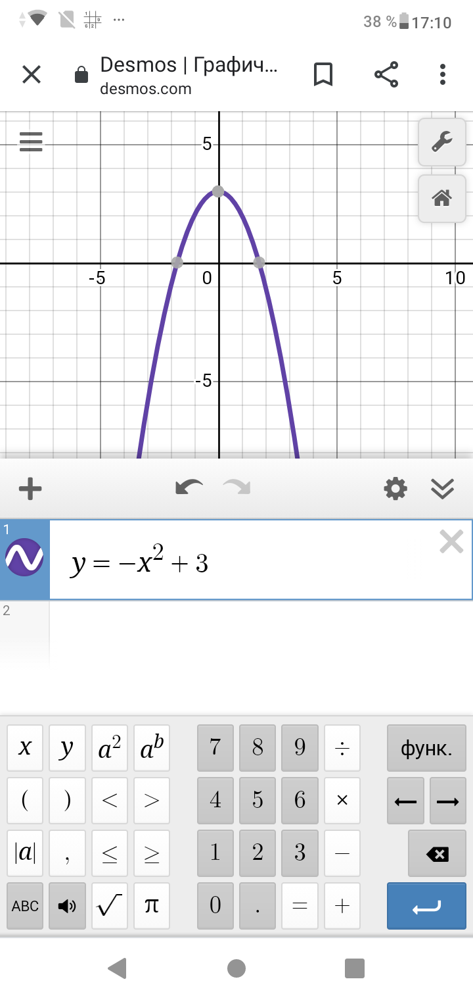 38 % 17:10
Desmos | Графич...
desmos.com
5
-5 0 5 10
-5
1
y = −x² + 3
2
x y a² aᵇ 7 8 9 ÷ функ.
( ) < > 4 5 6 × ← →
|a| , ≤ ≥ 1 2 3 −
ABC √ π 0 . = +